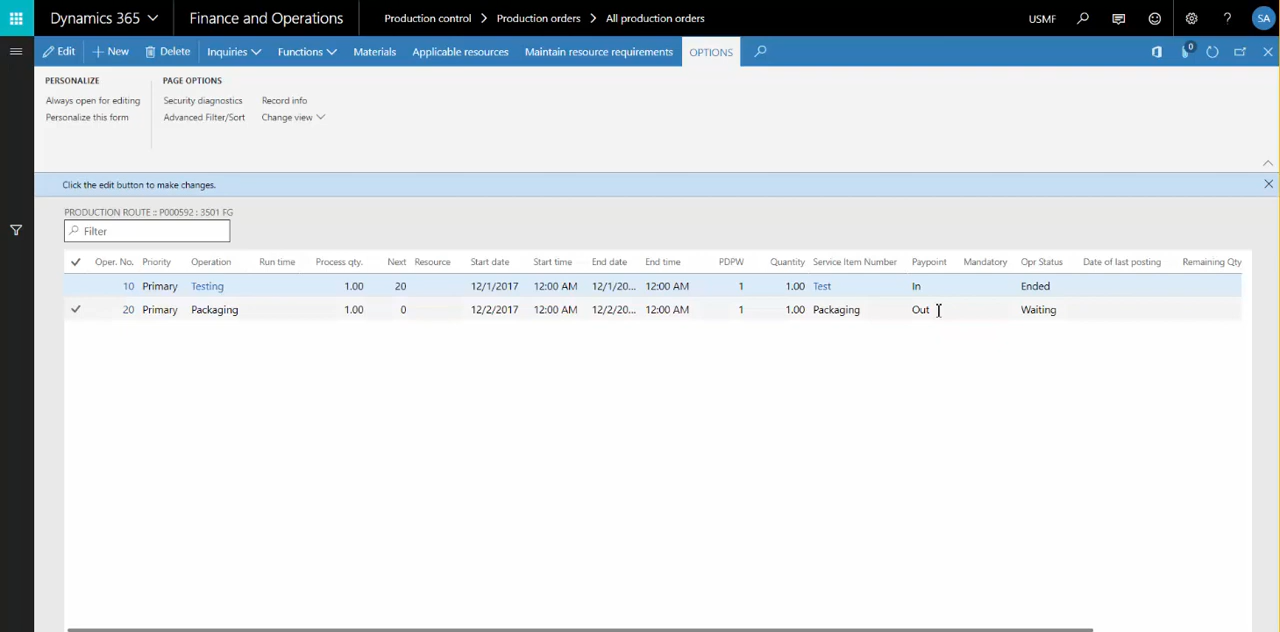 Dynamics 365 Finance and Operations Production control Production orders All production orders USMF ? SA
Edit + New Delete Inquiries Functions Materials Applicable resources Maintain resource requirements OPTIONS 0
PERSONALIZE PAGE OPTIONS
Always open for editing Security diagnostics Record info
Personalize this form Advanced Filter/Sort Change view
Click the edit button to make changes.
PRODUCTION ROUTE :: P000592 : 3501 FG
Filter
Oper. No. Priority Operation Run time Process qty. Next Resource Start date Start time End date End time PDPW Quantity Service Item Number Paypoint Mandatory Opr Status Date of last posting Remaining Qty
10 Primary Testing 1.00 20 12/1/2017 12:00 AM 12/1/20... 12:00 AM 1 1.00 Test In Ended
20 Primary Packaging 1.00 0 12/2/2017 12:00 AM 12/2/20... 12:00 AM 1 1.00 Packaging Out Waiting